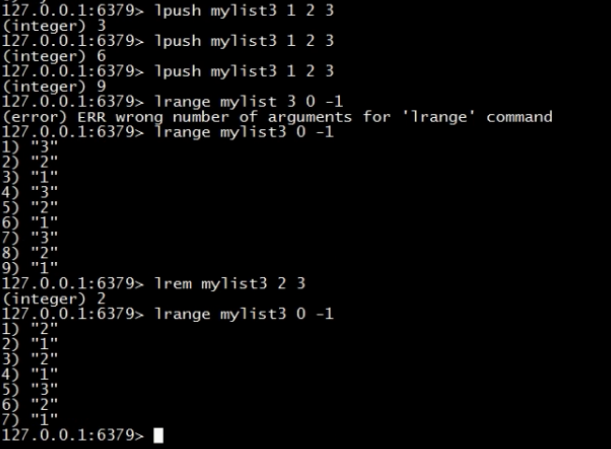 127.0.0.1:6379> lpush mylist3 1 2 3
(integer) 3
127.0.0.1:6379> lpush mylist3 1 2 3
(integer) 6
127.0.0.1:6379> lpush mylist3 1 2 3
(integer) 9
127.0.0.1:6379> lrange mylist 3 0 -1
(error) ERR wrong number of arguments for 'lrange' command
127.0.0.1:6379> lrange mylist3 0 -1
1) "3"
2) "2"
3) "1"
4) "3"
5) "2"
6) "1"
7) "3"
8) "2"
9) "1"
127.0.0.1:6379> lrem mylist3 2 3
(integer) 2
127.0.0.1:6379> lrange mylist3 0 -1
1) "2"
2) "1"
3) "2"
4) "1"
5) "3"
6) "2"
7) "1"
127.0.0.1:6379>